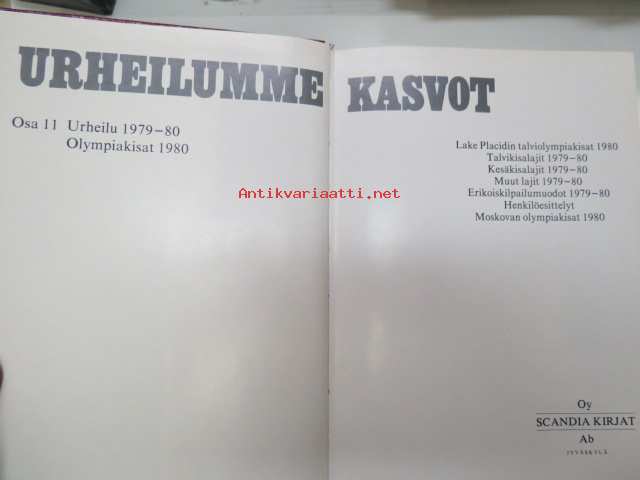 URHEILUMME KASVOT
Osa 11 Urheilu 1979–80
Olympiakisat 1980
Antikvariaatti.net
Lake Placidin talviolympiakisat 1980
Talvikisalajit 1979–80
Kesäkisalajit 1979–80
Muut lajit 1979–80
Erikoiskilpailumuodot 1979–80
Henkilöesittelyt
Moskovan olympiakisat 1980
Oy
SCANDIA KIRJAT
Ab
JYVÄSKYLÄ